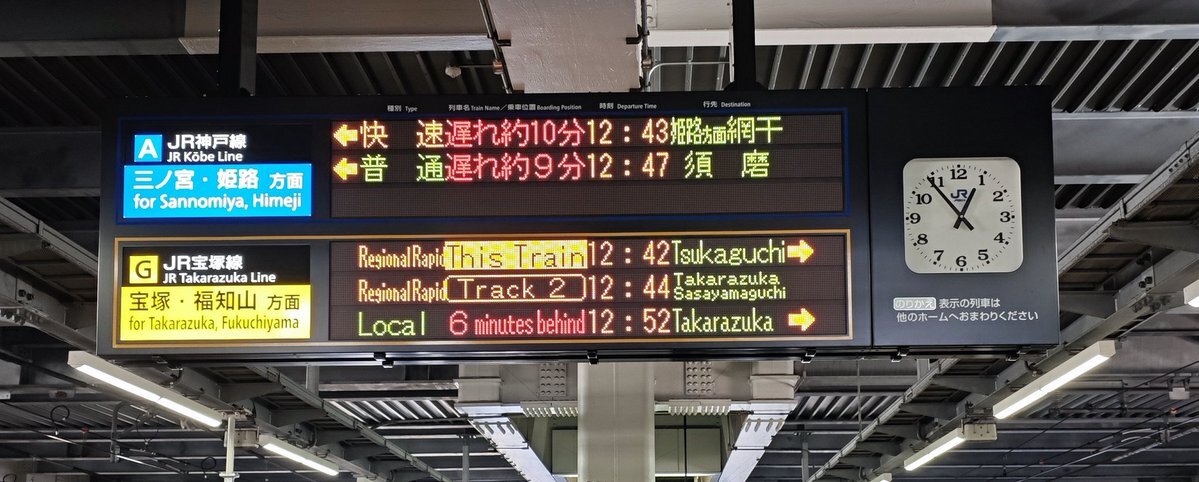 種別 Type 列車名 Train Name／乗車位置 Boarding Position 時刻 Departure Time 行先 Destination
A JR神戸線
JR Kōbe Line
三ノ宮・姫路 方面
for Sannomiya, Himeji
快 速 遅れ約10分 12:43 姫路方面網干
普 通 遅れ約9分 12:47 須 磨
G JR宝塚線
JR Takarazuka Line
宝塚・福知山 方面
for Takarazuka, Fukuchiyama
Regional Rapid This Train 12:42 Tsukaguchi
Regional Rapid Track 2 12:44 Takarazuka
Sasayamaguchi
Local 6 minutes behind 12:52 Takarazuka
12 1 2 3 4 5 6 7 8 9 10 11
JR
のりかえ 表示の列車は
他のホームへおまわりください